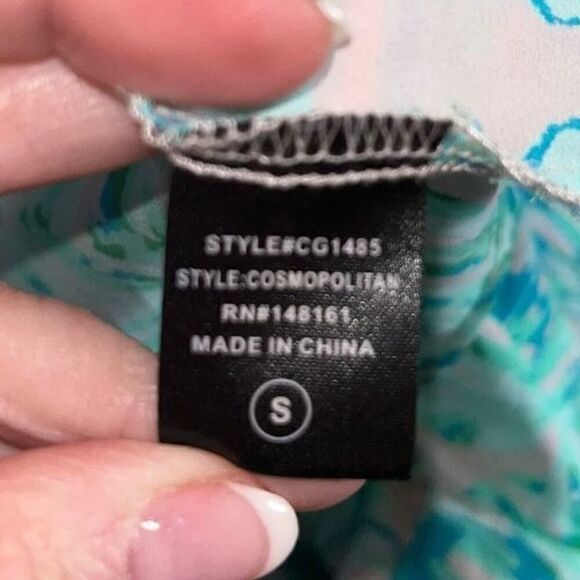 STYLE#CG1485
STYLE:COSMOPOLITAN
RN#148161
MADE IN CHINA
S